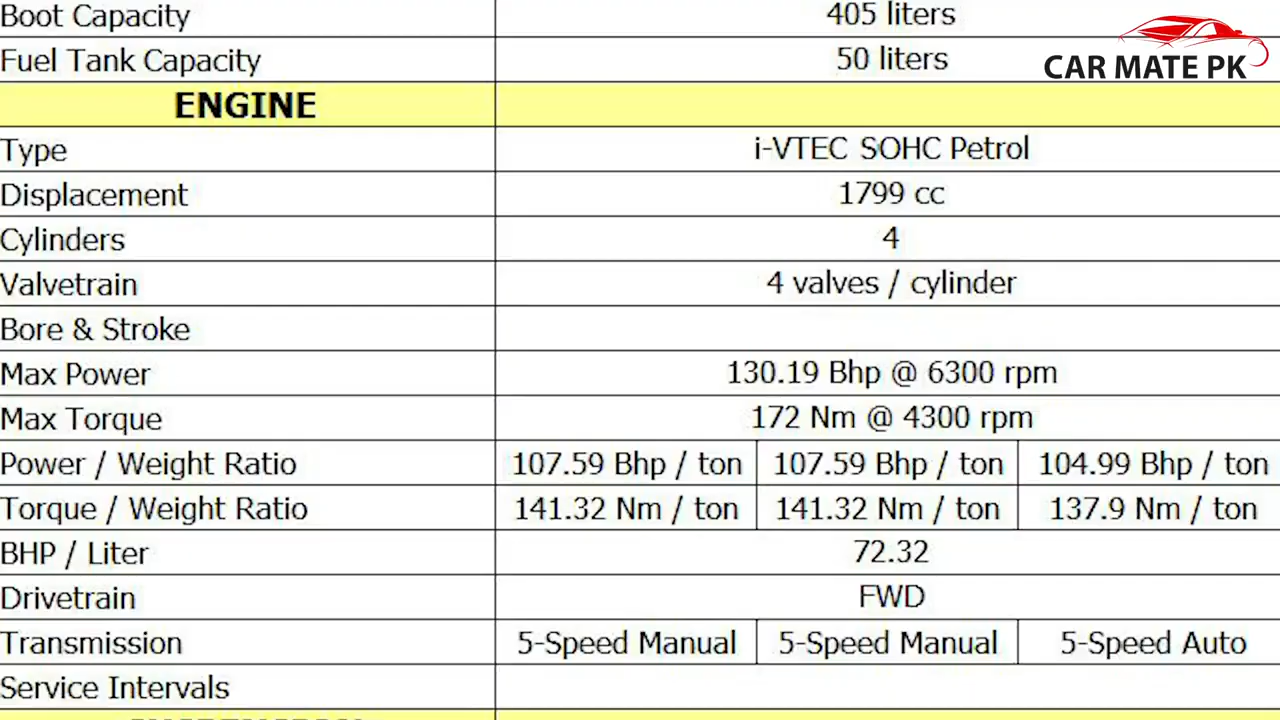 Boot Capacity 405 liters
Fuel Tank Capacity 50 liters
CAR MATE PK
ENGINE
Type i-VTEC SOHC Petrol
Displacement 1799 cc
Cylinders 4
Valvetrain 4 valves / cylinder
Bore & Stroke
Max Power 130.19 Bhp @ 6300 rpm
Max Torque 172 Nm @ 4300 rpm
Power / Weight Ratio 107.59 Bhp / ton 107.59 Bhp / ton 104.99 Bhp / ton
Torque / Weight Ratio 141.32 Nm / ton 141.32 Nm / ton 137.9 Nm / ton
BHP / Liter 72.32
Drivetrain FWD
Transmission 5-Speed Manual 5-Speed Manual 5-Speed Auto
Service Intervals